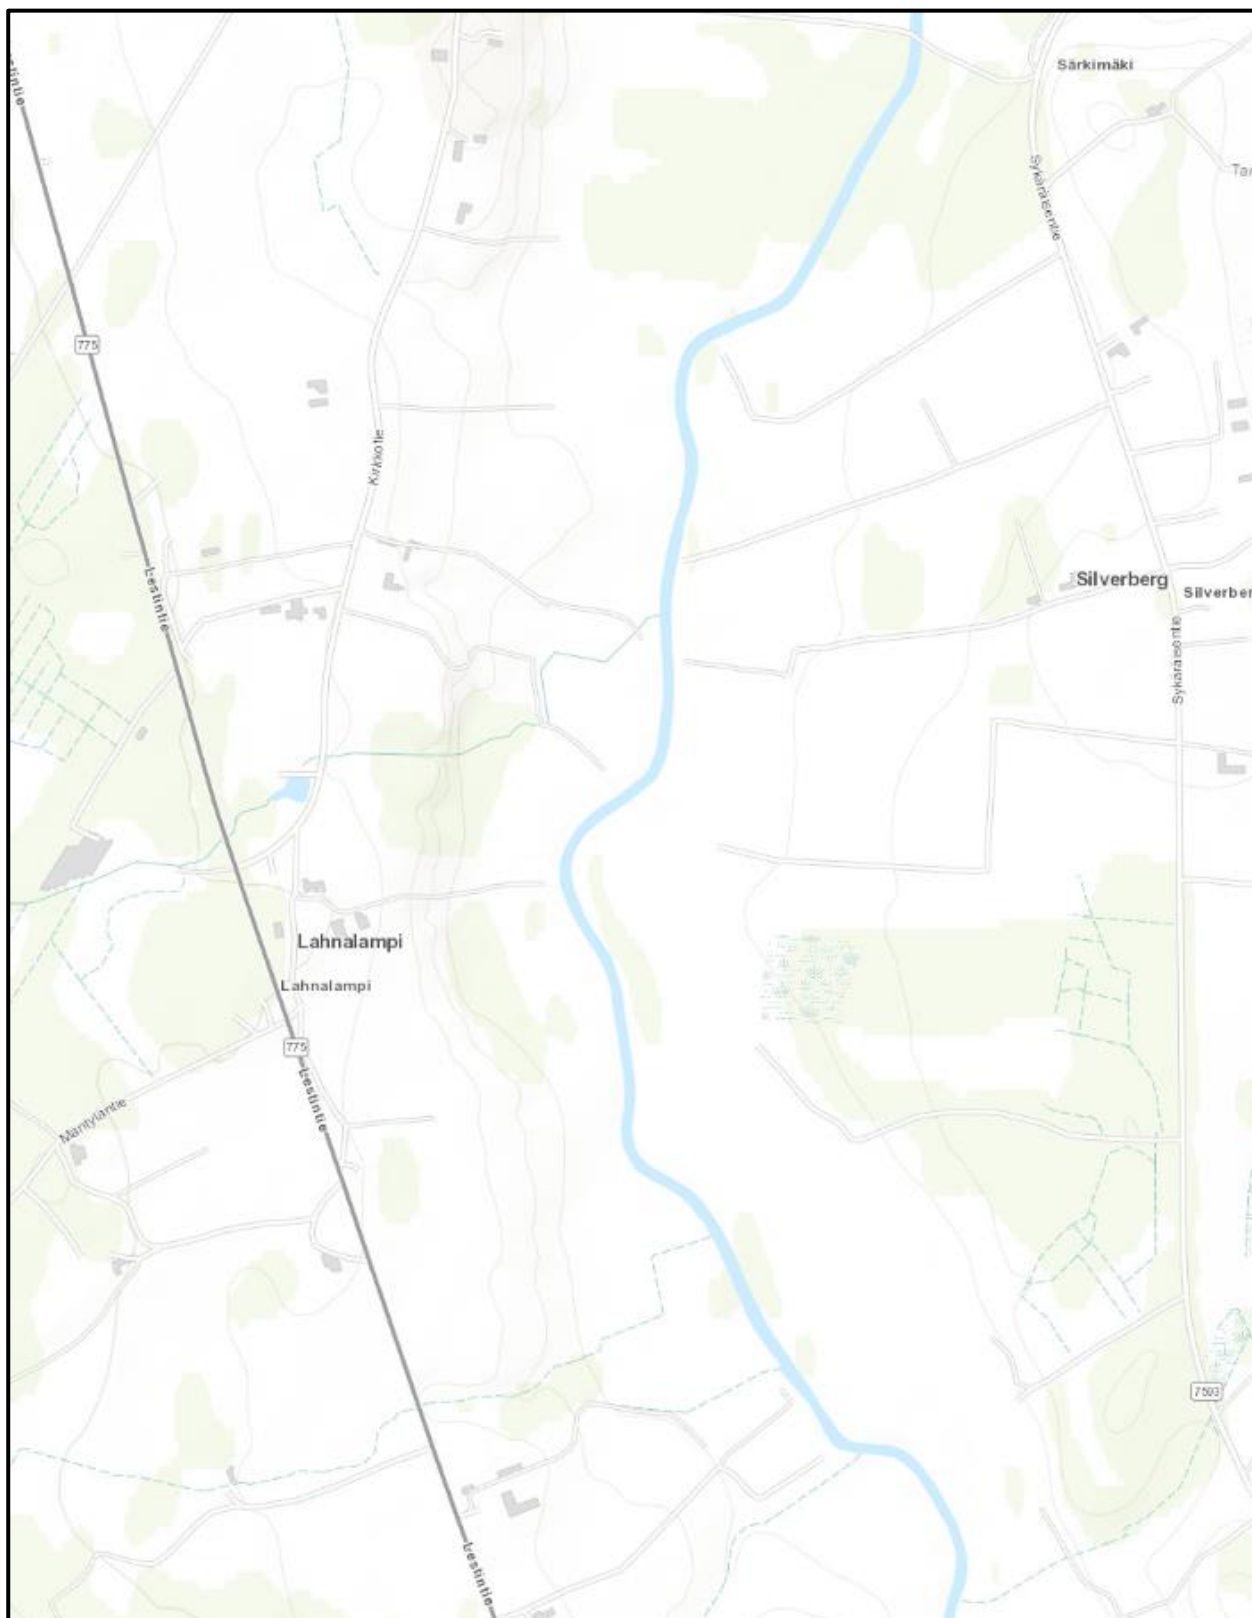 Särkimäki
Sykäräisentie
775
Kirkkotie
Lestintie
Silverberg
Sykäräisentie
Lahnalampi
Lahnalampi
775
Lestintie
Mäntyläntie
7593
Lestintie